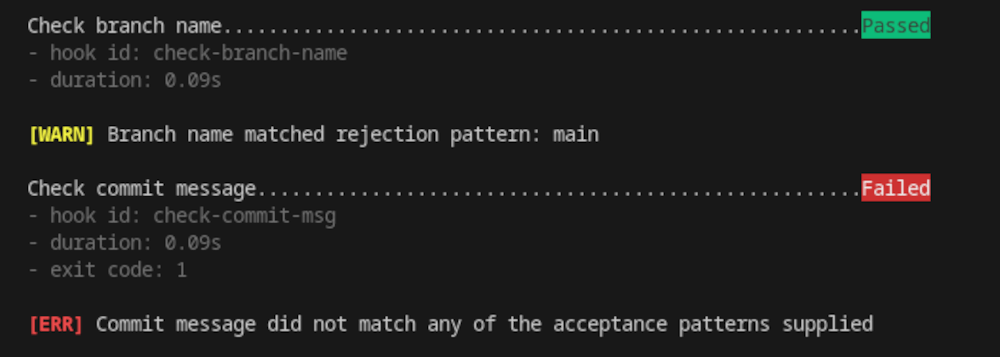 Check branch name........................................................Passed
- hook id: check-branch-name
- duration: 0.09s
[WARN] Branch name matched rejection pattern: main
Check commit message.....................................................Failed
- hook id: check-commit-msg
- duration: 0.09s
- exit code: 1
[ERR] Commit message did not match any of the acceptance patterns supplied